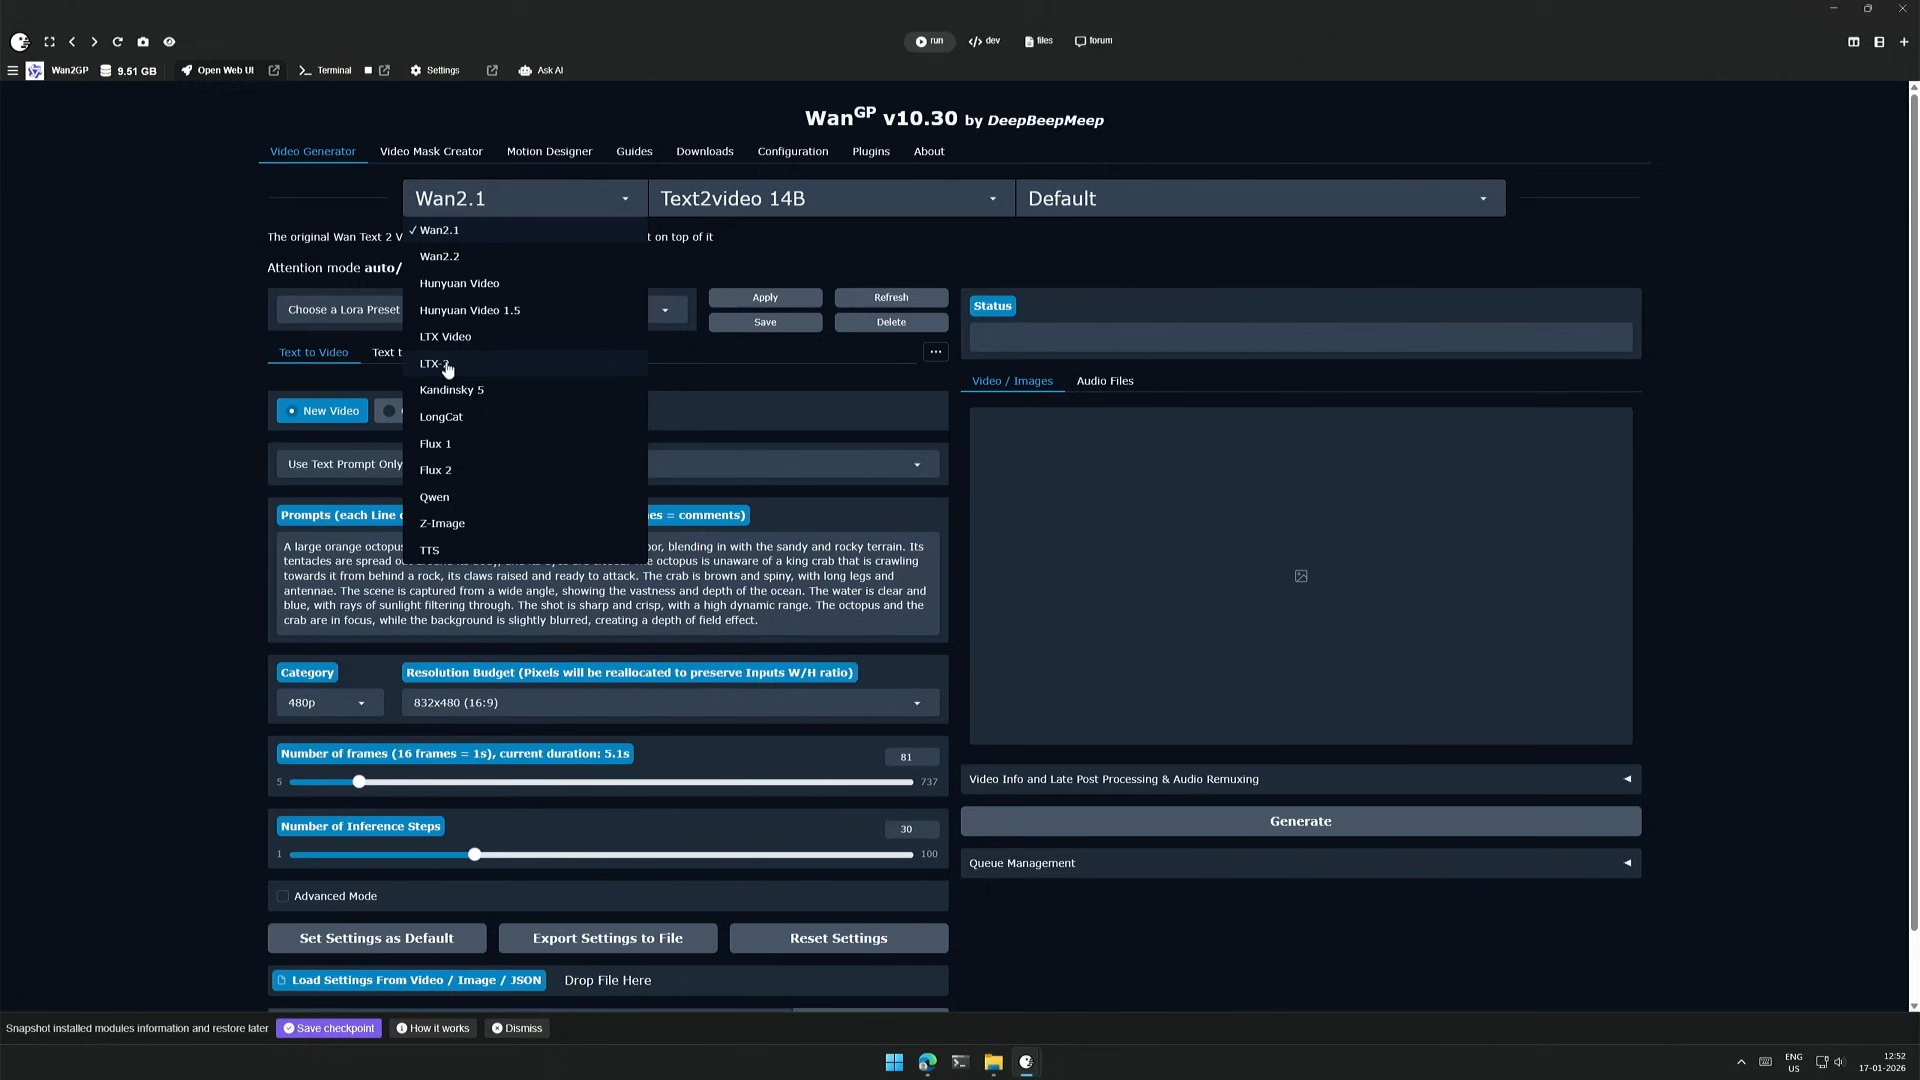 run
dev
files
forum
Wan2GP
9.51 GB
Open Web UI
Terminal
Settings
Ask AI
WanGP v10.30 by DeepBeepMeep
Video Generator
Video Mask Creator
Motion Designer
Guides
Downloads
Configuration
Plugins
About
Wan2.1
Text2video 14B
Default
✓ Wan2.1
Wan2.2
Hunyuan Video
Hunyuan Video 1.5
LTX Video
LTX-2
Kandinsky 5
LongCat
Flux 1
Flux 2
Qwen
Z-Image
TTS
The original Wan Text 2 V
t on top of it
Attention mode auto/
Choose a Lora Preset
Apply
Refresh
Save
Delete
Text to Video
Text t
...
New Video
Use Text Prompt Only
Prompts (each Line
es = comments)
A large orange octopus
oor, blending in with the sandy and rocky terrain. Its
tentacles are spread
octopus is unaware of a king crab that is crawling
towards it from behind a rock, its claws raised and ready to attack. The crab is brown and spiny, with long legs and
antennae. The scene is captured from a wide angle, showing the vastness and depth of the ocean. The water is clear and
blue, with rays of sunlight filtering through. The shot is sharp and crisp, with a high dynamic range. The octopus and the
crab are in focus, while the background is slightly blurred, creating a depth of field effect.
Category
Resolution Budget (Pixels will be reallocated to preserve Inputs W/H ratio)
480p
832x480 (16:9)
Number of frames (16 frames = 1s), current duration: 5.1s
81
5
737
Number of Inference Steps
30
1
100
Advanced Mode
Set Settings as Default
Export Settings to File
Reset Settings
Load Settings From Video / Image / JSON
Drop File Here
Status
Video / Images
Audio Files
Video Info and Late Post Processing & Audio Remuxing
Generate
Queue Management
Snapshot installed modules information and restore later
Save checkpoint
How it works
Dismiss
ENG
US
12:52
17-01-2026